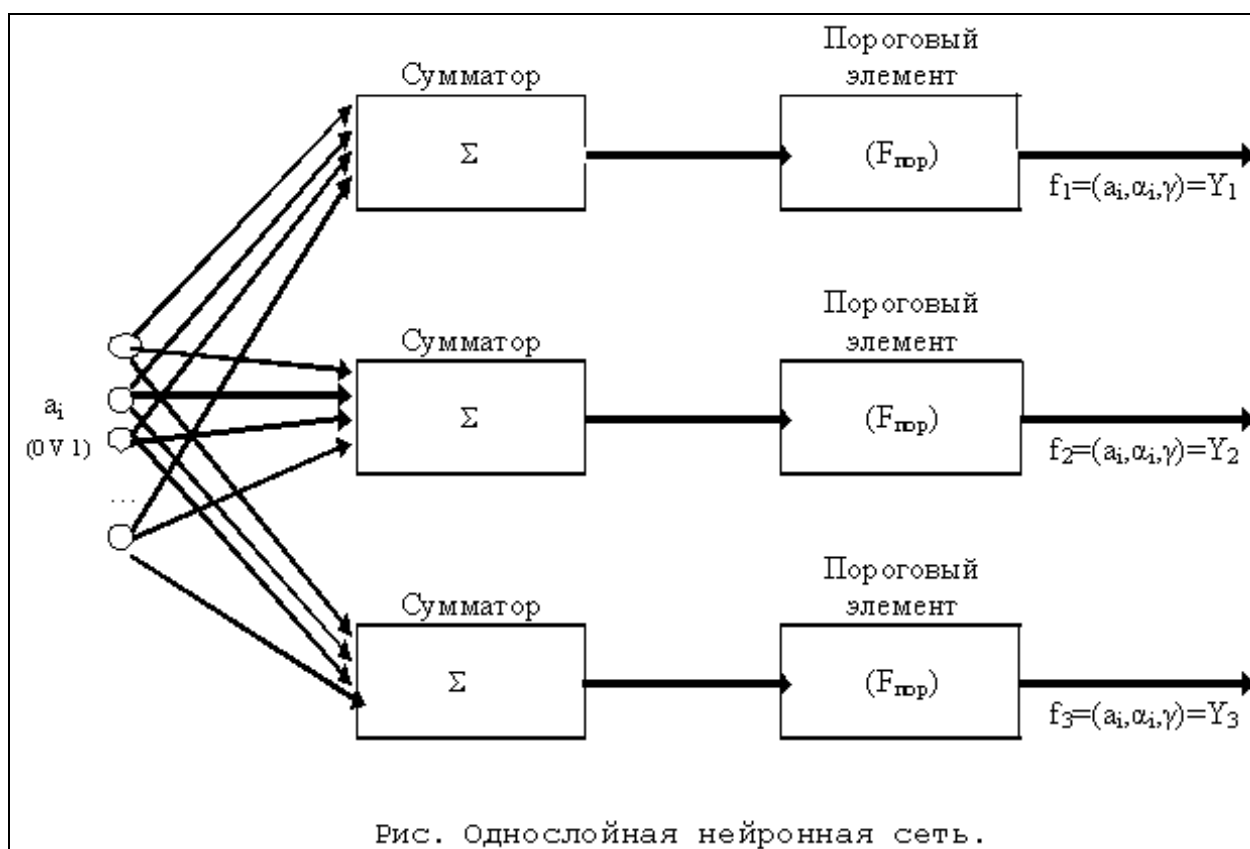 Пороговый
элемент
Сумматор
Σ
(Fпор)
f1=(ai,αi,γ)=Y1
Пороговый
элемент
Сумматор
ai
(0 V 1)
...
Σ
(Fпор)
f2=(ai,αi,γ)=Y2
Пороговый
элемент
Сумматор
Σ
(Fпор)
f3=(ai,αi,γ)=Y3
Рис. Однослойная нейронная сеть.